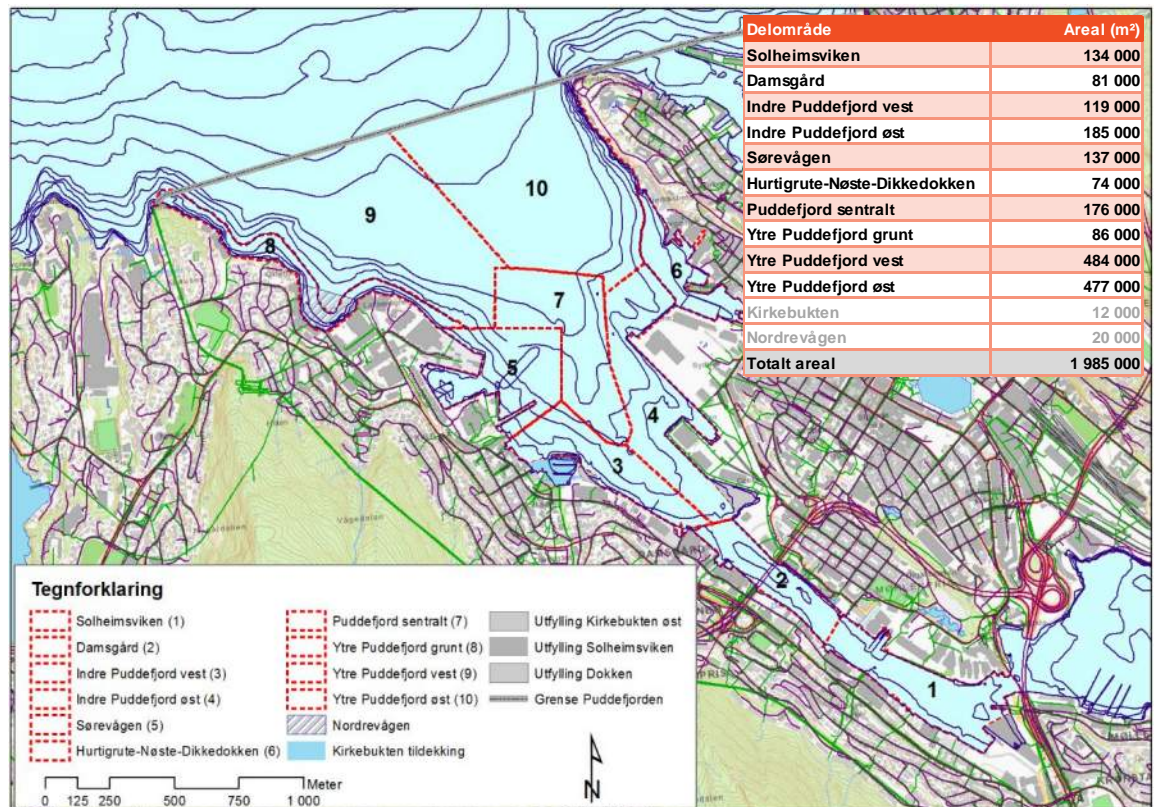 Delområde Areal (m²)
Solheimsviken 134 000
Damsgård 81 000
Indre Puddefjord vest 119 000
Indre Puddefjord øst 185 000
Sørevågen 137 000
Hurtigrute-Nøste-Dikkedokken 74 000
Puddefjord sentralt 176 000
Ytre Puddefjord grunt 86 000
Ytre Puddefjord vest 484 000
Ytre Puddefjord øst 477 000
Kirkebukten 12 000
Nordrevågen 20 000
Totalt areal 1 985 000
10
9
8
7
6
5
4
3
2
1
Tegnforklaring
Solheimsviken (1)
Damsgård (2)
Indre Puddefjord vest (3)
Indre Puddefjord øst (4)
Sørevågen (5)
Hurtigrute-Nøste-Dikkedokken (6)
Puddefjord sentralt (7)
Ytre Puddefjord grunt (8)
Ytre Puddefjord vest (9)
Ytre Puddefjord øst (10)
Nordrevågen
Kirkebukten tildekking
Utfylling Kirkebukten øst
Utfylling Solheimsviken
Utfylling Dokken
Grense Puddefjorden
Meter
0 125 250 500 750 1 000
N